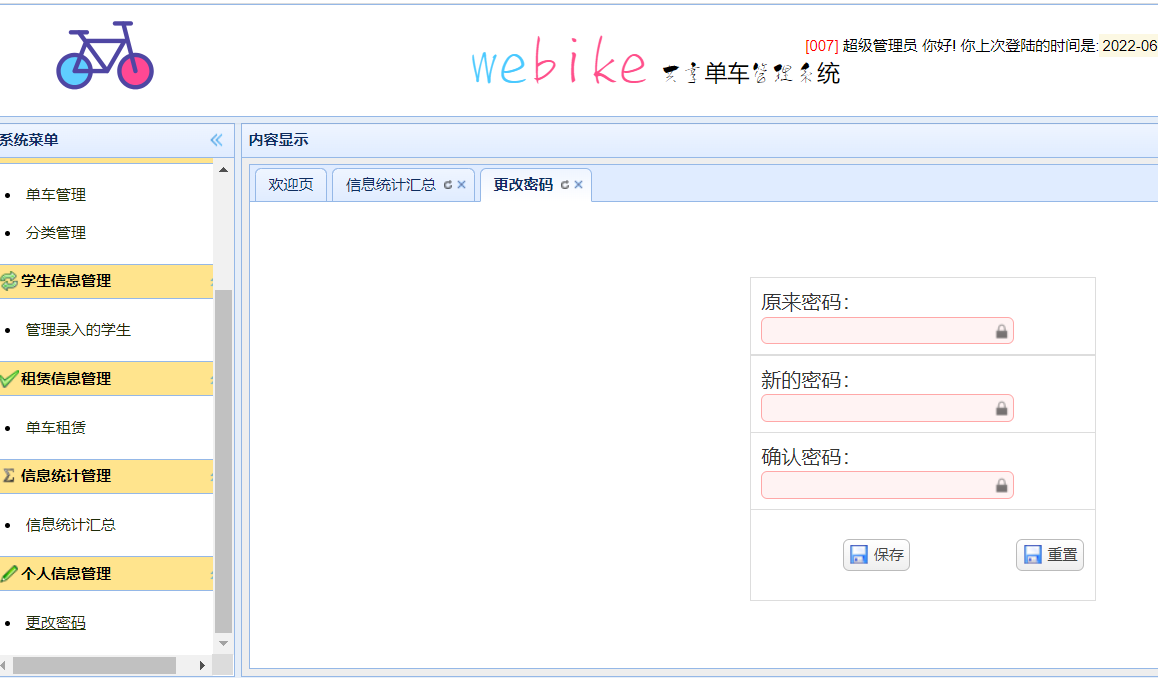 [007] 超级管理员 你好! 你上次登陆的时间是: 2022-06
webike 共享单车管理系统
系统菜单
单车管理
分类管理
学生信息管理
管理录入的学生
租赁信息管理
单车租赁
信息统计管理
信息统计汇总
个人信息管理
更改密码
内容显示
欢迎页 信息统计汇总 更改密码
原来密码：
新的密码：
确认密码：
保存 重置